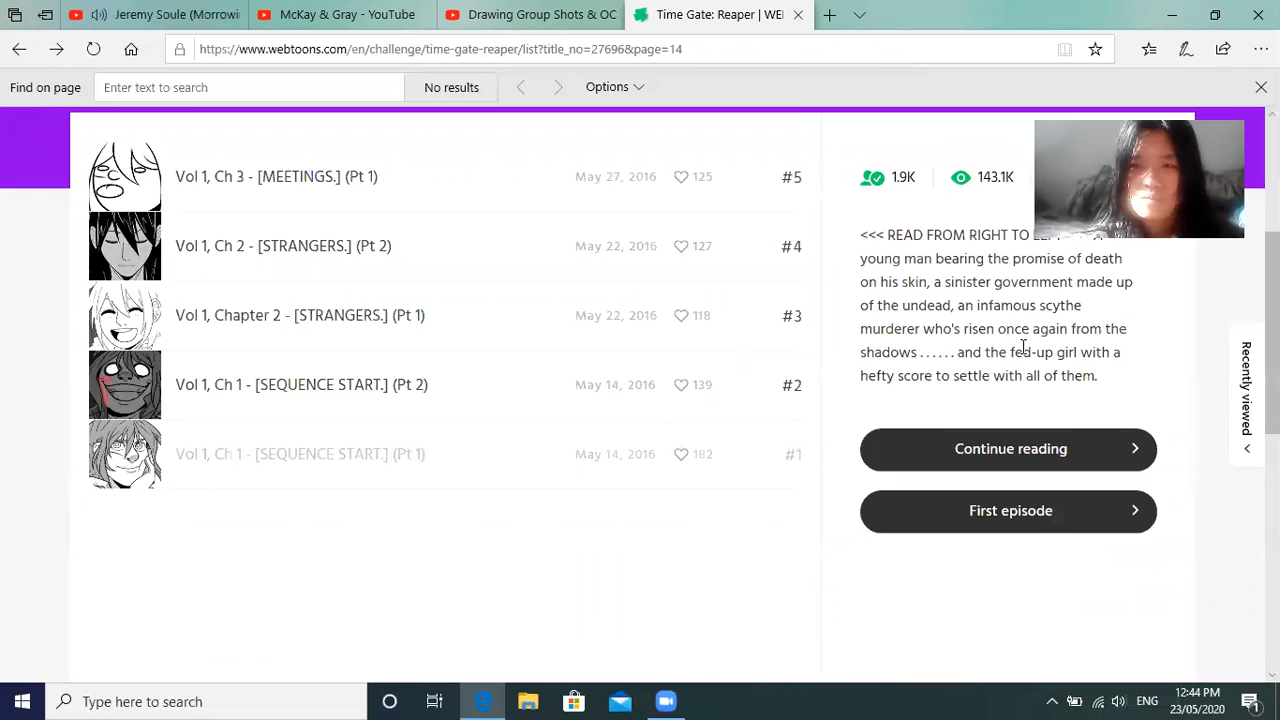 Jeremy Soule (Morrowi
McKay & Gray - YouTube
Drawing Group Shots & OC
Time Gate: Reaper | WE
https://www.webtoons.com/en/challenge/time-gate-reaper/list?title_no=27696&page=14
Find on page
Enter text to search
No results
Options
Vol 1, Ch 3 - [MEETINGS.] (Pt 1)
May 27, 2016
125
#5
Vol 1, Ch 2 - [STRANGERS.] (Pt 2)
May 22, 2016
127
#4
Vol 1, Chapter 2 - [STRANGERS.] (Pt 1)
May 22, 2016
118
#3
Vol 1, Ch 1 - [SEQUENCE START.] (Pt 2)
May 14, 2016
139
#2
Vol 1, Ch 1 - [SEQUENCE START.] (Pt 1)
May 14, 2016
182
#1
1.9K
143.1K
<<< READ FROM RIGHT TO
young man bearing the promise of death
on his skin, a sinister government made up
of the undead, an infamous scythe
murderer who's risen once again from the
shadows . . . . . . and the fed-up girl with a
hefty score to settle with all of them.
Continue reading
First episode
Recently viewed
Type here to search
ENG
12:44 PM
23/05/2020
1